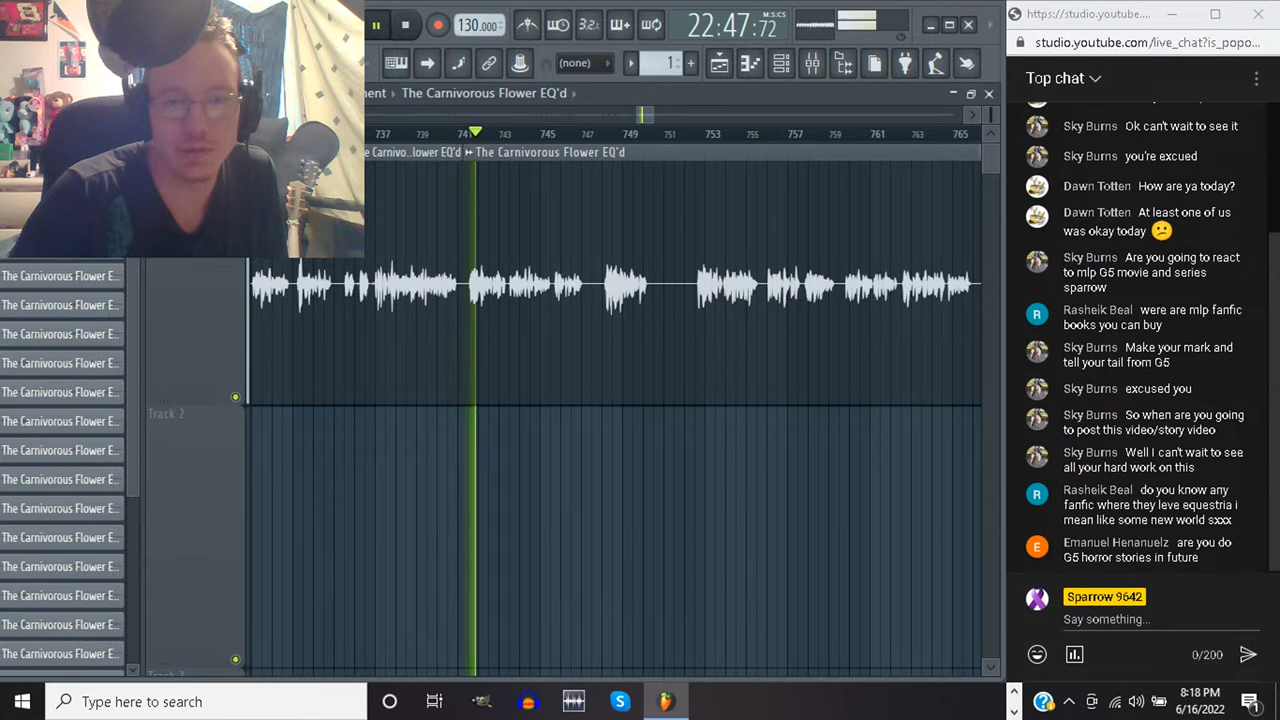 130.000
3.2
22:47:72
M:S:CS
(none)
1
ment › The Carnivorous Flower EQ'd ›
737 739 741 743 745 747 749 751 753 755 757 759 761 763 765
e Carnivo..lower EQ'd The Carnivorous Flower EQ'd
The Carnivorous Flower E..
The Carnivorous Flower E..
The Carnivorous Flower E..
The Carnivorous Flower E..
The Carnivorous Flower E..
The Carnivorous Flower E..
The Carnivorous Flower E..
The Carnivorous Flower E..
The Carnivorous Flower E..
The Carnivorous Flower E..
The Carnivorous Flower E..
The Carnivorous Flower E..
The Carnivorous Flower E..
The Carnivorous Flower E..
Track 2
https://studio.youtube....
studio.youtube.com/live_chat?is_popo...
Top chat
Sky Burns Ok can't wait to see it
Sky Burns you're excued
Dawn Totten How are ya today?
Dawn Totten At least one of us
was okay today
Sky Burns Are you going to react
to mlp G5 movie and series
sparrow
Rasheik Beal were are mlp fanfic
books you can buy
Sky Burns Make your mark and
tell your tail from G5
Sky Burns excused you
Sky Burns So when are you going
to post this video/story video
Sky Burns Well I can't wait to see
all your hard work on this
Rasheik Beal do you know any
fanfic where they leve equestria i
mean like some new world sxxx
Emanuel Henanuelz are you do
G5 horror stories in future
Sparrow 9642
Say something...
0/200
Type here to search
8:18 PM
6/16/2022
1